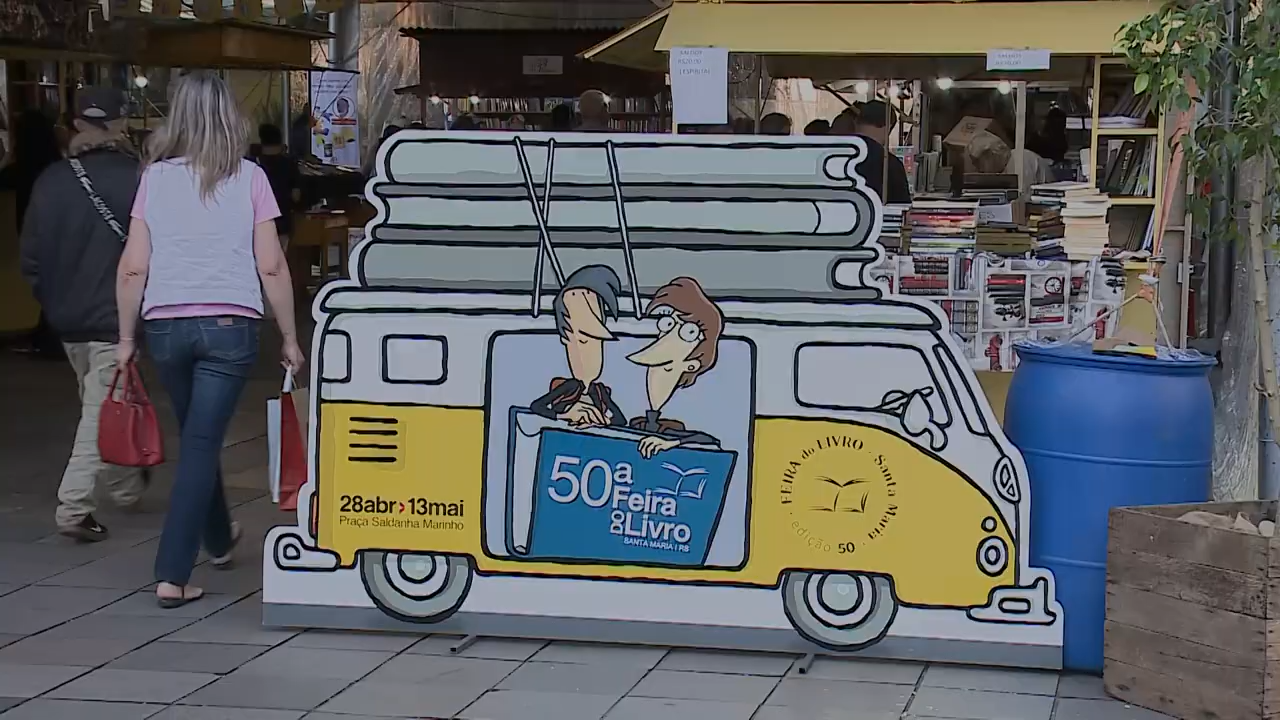 50a
Feira
DO Livro
SANTA MARIA | RS
28abr›13mai
Praça Saldanha Marinho
FEIRA do LIVRO · Santa Maria ·
edição 50